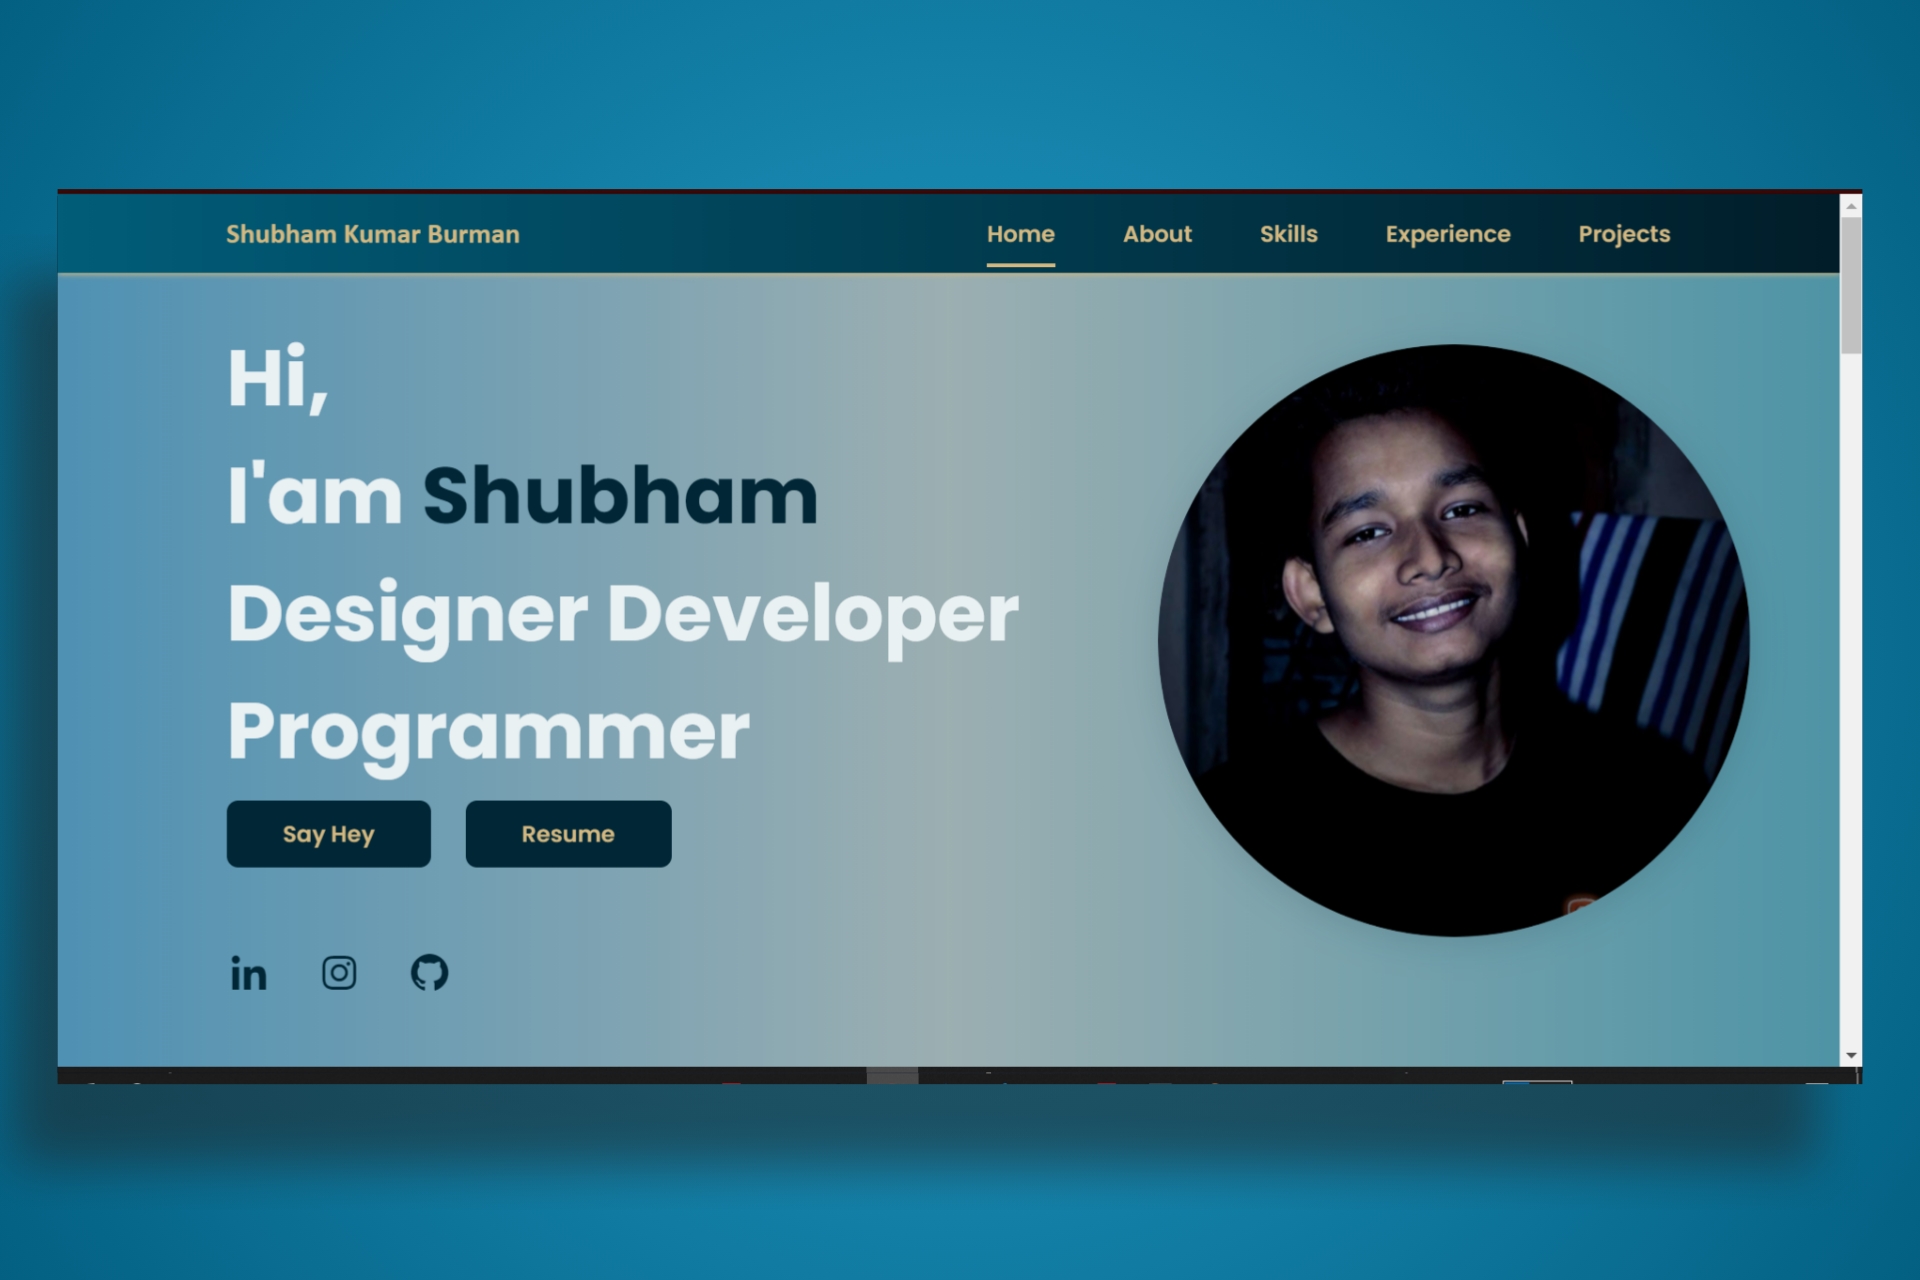 Shubham Kumar Burman
Home About Skills Experience Projects
Hi,
I'am Shubham
Designer Developer
Programmer
Say Hey Resume
in